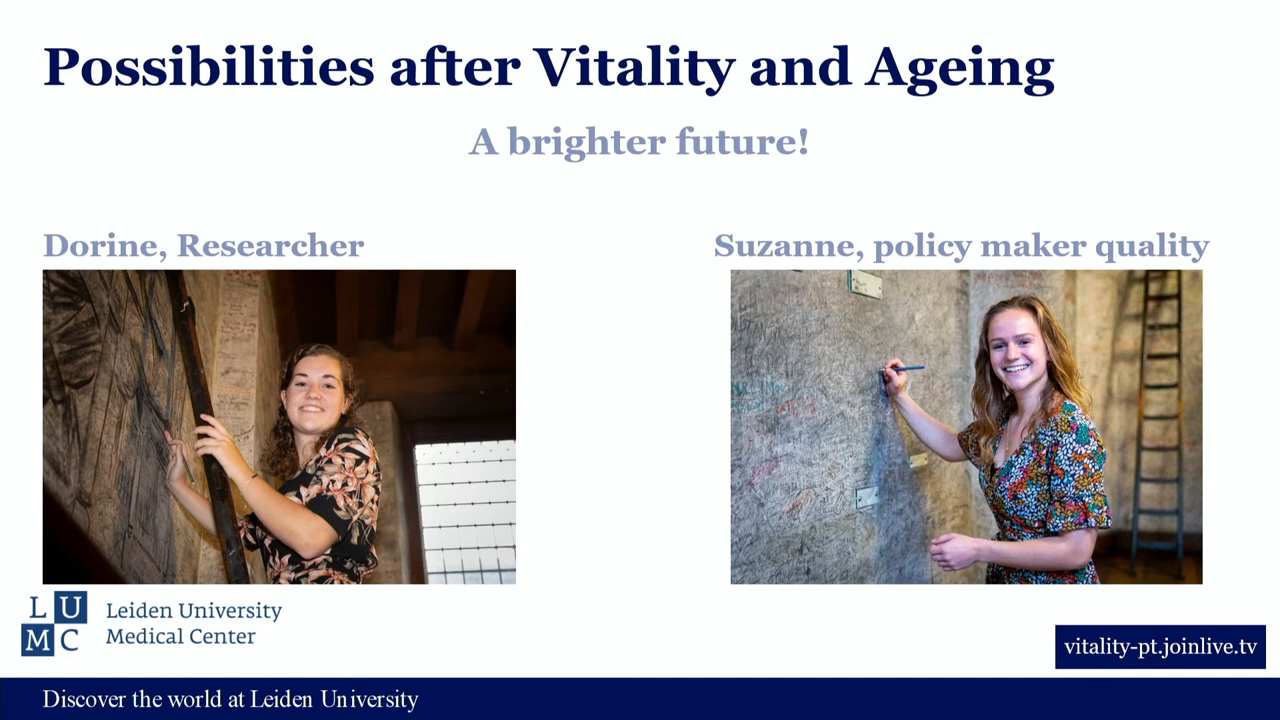 Possibilities after Vitality and Ageing
A brighter future!
Dorine, Researcher
Suzanne, policy maker quality
L U
M C
Leiden University
Medical Center
vitality-pt.joinlive.tv
Discover the world at Leiden University